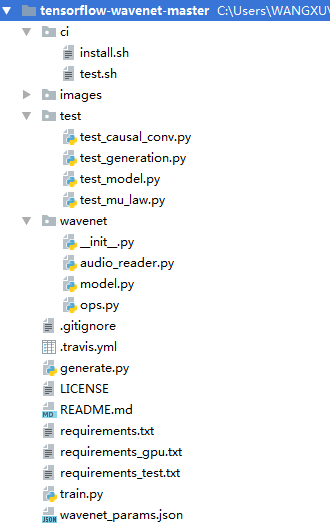 tensorflow-wavenet-master C:\Users\WANGXU
ci
install.sh
test.sh
images
test
test_causal_conv.py
test_generation.py
test_model.py
test_mu_law.py
wavenet
__init__.py
audio_reader.py
model.py
ops.py
.gitignore
.travis.yml
generate.py
LICENSE
MD README.md
requirements.txt
requirements_gpu.txt
requirements_test.txt
train.py
JSON wavenet_params.json